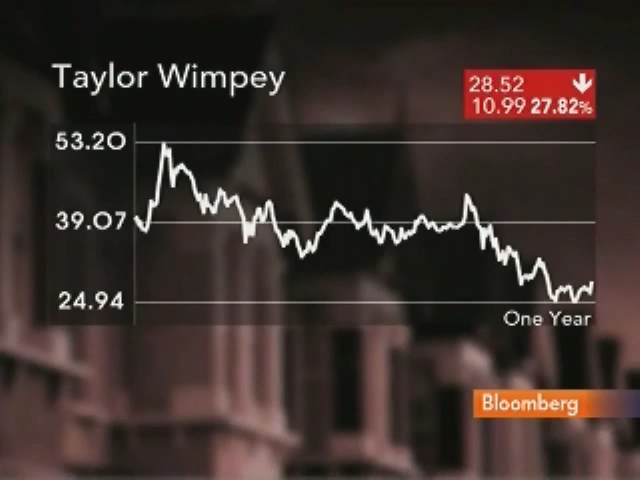 Taylor Wimpey
28.52
10.99 27.82%
53.20
39.07
24.94
One Year
Bloomberg